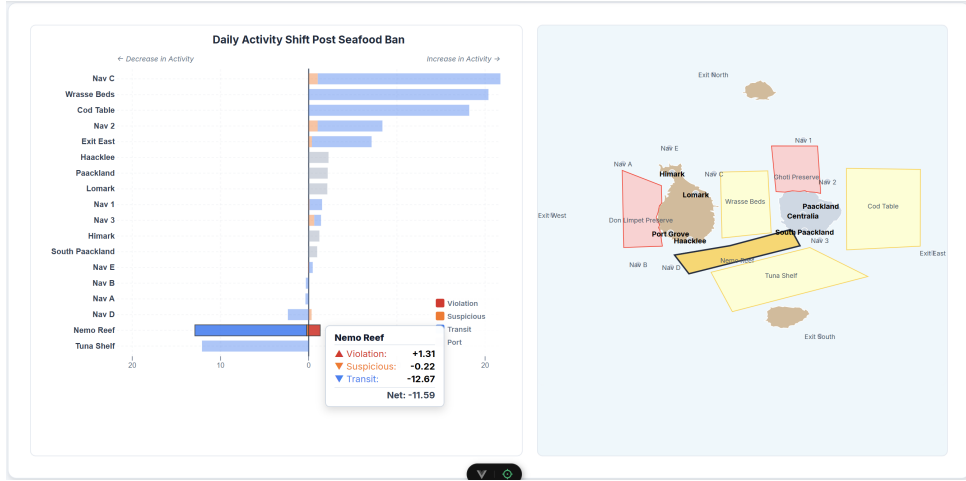 Daily Activity Shift Post Seafood Ban
← Decrease in Activity
Increase in Activity →
Nav C
Wrasse Beds
Cod Table
Nav 2
Exit East
Haacklee
Paackland
Lomark
Nav 1
Nav 3
Himark
South Paackland
Nav E
Nav B
Nav A
Nav D
Nemo Reef
Tuna Shelf
20
10
0
20
Violation
Suspicious
Transit
Port
Nemo Reef
▲ Violation: +1.31
▼ Suspicious: -0.22
▼ Transit: -12.67
Net: -11.59
Exit North
Nav 1
Nav E
Nav A
Himark
Nav C
Ghoti Preserve
Nav 2
Lomark
Wrasse Beds
Paackland
Cod Table
Exit West
Don Limpet Preserve
Centralia
Port Grove
South Paackland
Haacklee
Nav 3
Exit East
Nemo Reef
Nav B
Nav D
Tuna Shelf
Exit South